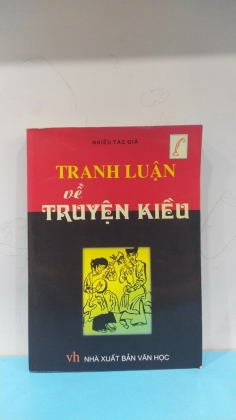 NHIỀU TÁC GIẢ
TRANH LUẬN
về
TRUYỆN KIỀU
vh NHÀ XUẤT BẢN VĂN HỌC